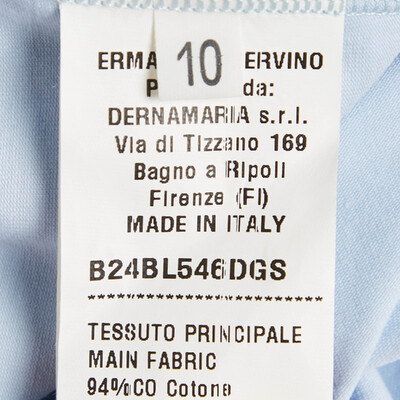 10
ERVINO
da:
DERNAMARIA s.r.l.
Via di Tizzano 169
Bagno a Ripoli
Firenze (FI)
MADE IN ITALY
B24BL546DGS
********************************
TESSUTO PRINCIPALE
MAIN FABRIC
94%CO Cotone